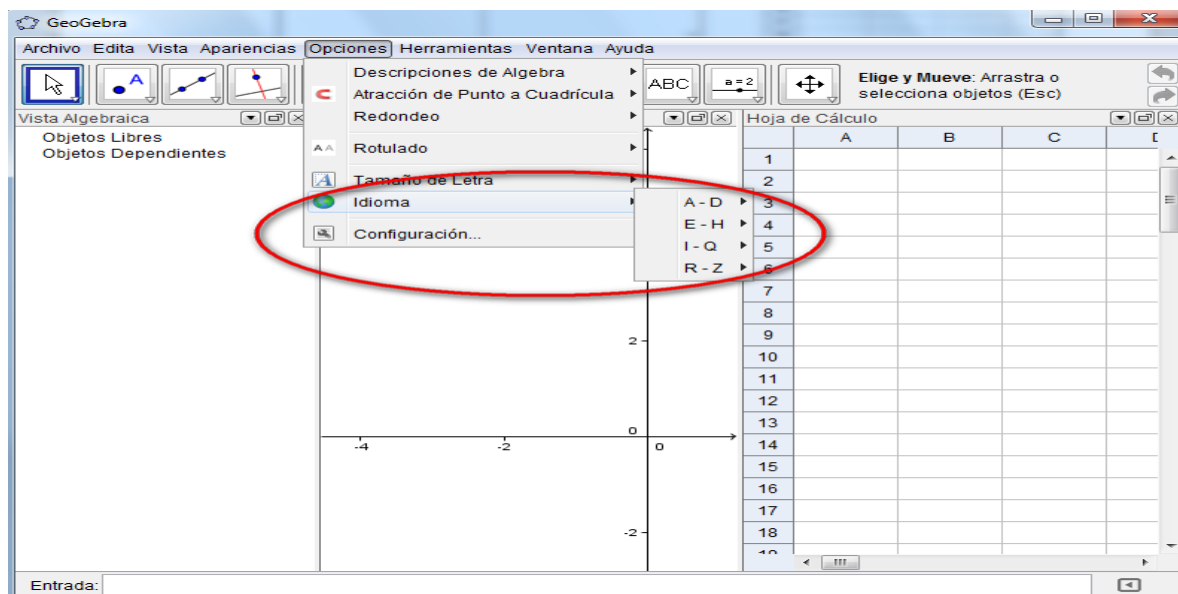 GeoGebra
Archivo Edita Vista Apariencias Opciones Herramientas Ventana Ayuda
A
ABC
a=2
Elige y Mueve: Arrastra o
selecciona objetos (Esc)
Descripciones de Algebra
Atracción de Punto a Cuadrícula
Redondeo
AA Rotulado
A Tamaño de Letra
Idioma
Configuración...
A - D
E - H
I - Q
R - Z
Vista Algebraica
Objetos Libres
Objetos Dependientes
Hoja de Cálculo
A B C
1
2
3
4
5
6
7
8
9
10
11
12
13
14
15
16
17
18
2
0
-4 -2 0
-2
Entrada: